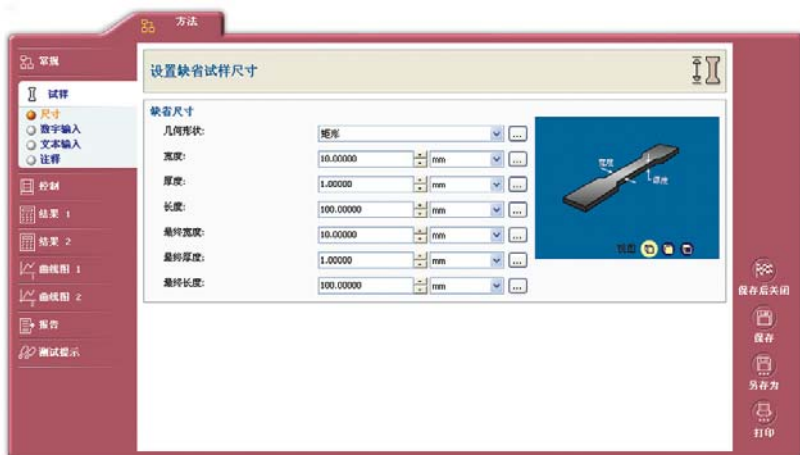 方法
常规
试样
尺寸
数字输入
文本输入
注释
控制
结果 1
结果 2
曲线图 1
曲线图 2
报告
测试提示
设置缺省试样尺寸
缺省尺寸
几何形状: 矩形 ...
宽度: 10.00000 mm ...
厚度: 1.00000 mm ...
长度: 100.00000 mm ...
最终宽度: 10.00000 mm ...
最终厚度: 1.00000 mm ...
最终长度: 100.00000 mm ...
宽度
厚度
视图
保存后关闭
保存
另存为
打印